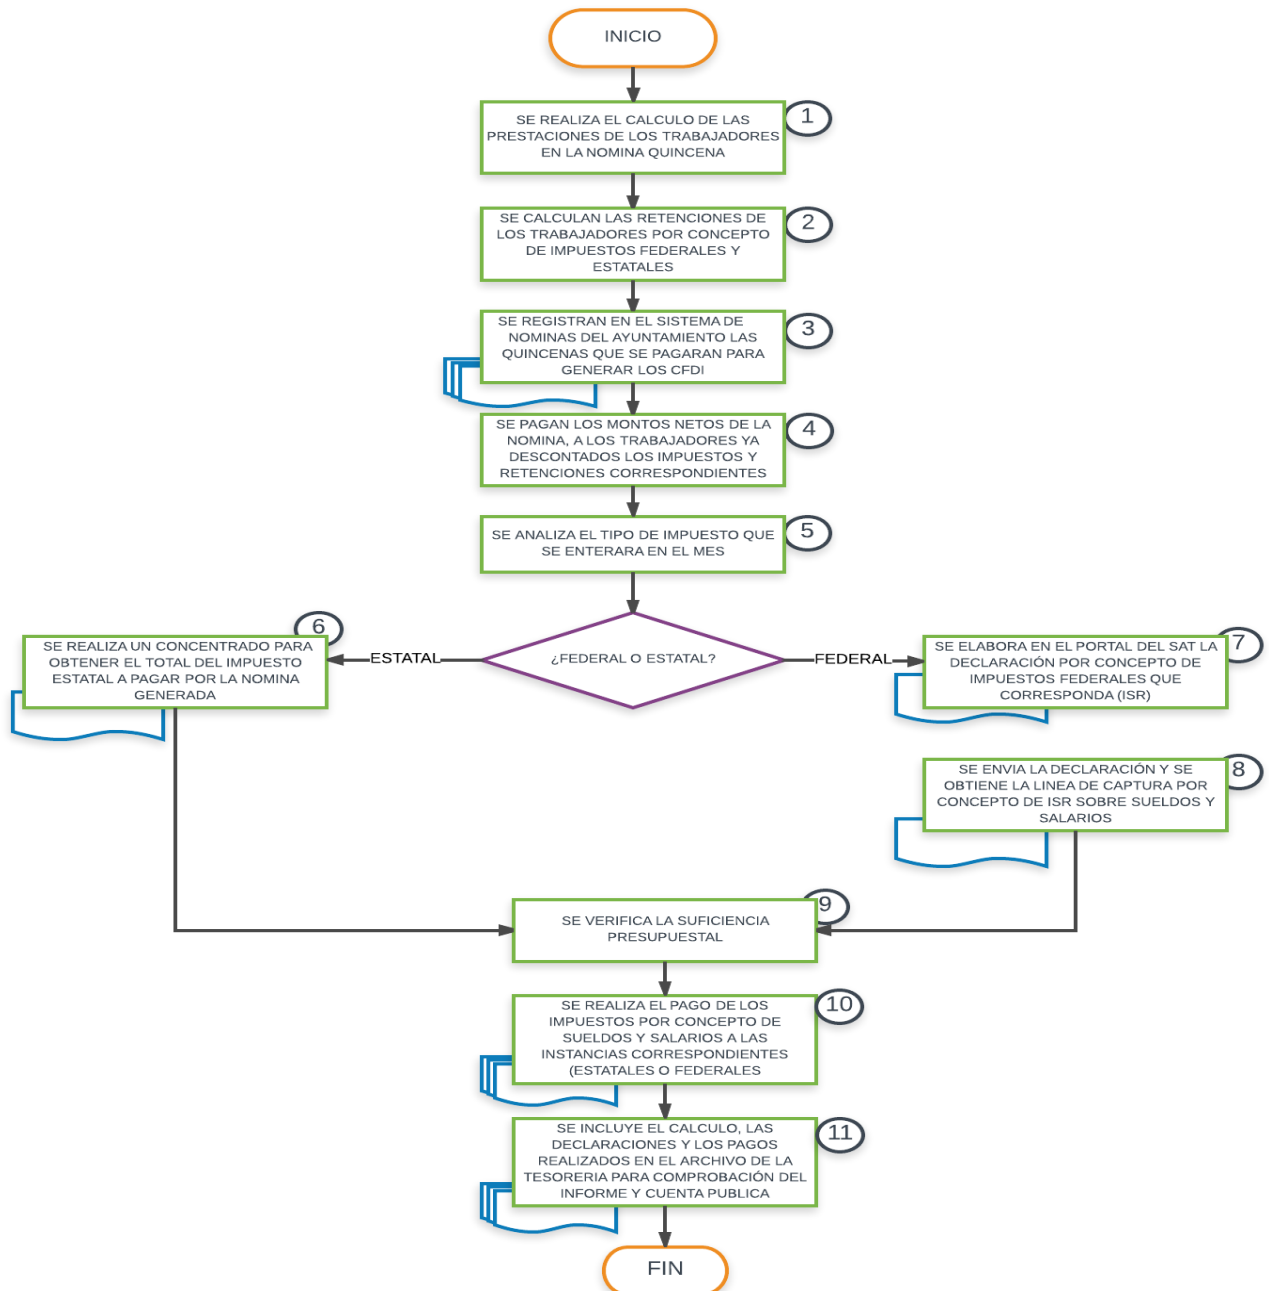 INICIO
1
SE REALIZA EL CALCULO DE LAS
PRESTACIONES DE LOS TRABAJADORES
EN LA NOMINA QUINCENA
2
SE CALCULAN LAS RETENCIONES DE
LOS TRABAJADORES POR CONCEPTO
DE IMPUESTOS FEDERALES Y
ESTATALES
3
SE REGISTRAN EN EL SISTEMA DE
NOMINAS DEL AYUNTAMIENTO LAS
QUINCENAS QUE SE PAGARAN PARA
GENERAR LOS CFDI
4
SE PAGAN LOS MONTOS NETOS DE LA
NOMINA, A LOS TRABAJADORES YA
DESCONTADOS LOS IMPUESTOS Y
RETENCIONES CORRESPONDIENTES
5
SE ANALIZA EL TIPO DE IMPUESTO QUE
SE ENTERARA EN EL MES
¿FEDERAL O ESTATAL?
ESTATAL
FEDERAL
6
SE REALIZA UN CONCENTRADO PARA
OBTENER EL TOTAL DEL IMPUESTO
ESTATAL A PAGAR POR LA NOMINA
GENERADA
7
SE ELABORA EN EL PORTAL DEL SAT LA
DECLARACIÓN POR CONCEPTO DE
IMPUESTOS FEDERALES QUE
CORRESPONDA (ISR)
8
SE ENVIA LA DECLARACIÓN Y SE
OBTIENE LA LINEA DE CAPTURA POR
CONCEPTO DE ISR SOBRE SUELDOS Y
SALARIOS
9
SE VERIFICA LA SUFICIENCIA
PRESUPUESTAL
10
SE REALIZA EL PAGO DE LOS
IMPUESTOS POR CONCEPTO DE
SUELDOS Y SALARIOS A LAS
INSTANCIAS CORRESPONDIENTES
(ESTATALES O FEDERALES
11
SE INCLUYE EL CALCULO, LAS
DECLARACIONES Y LOS PAGOS
REALIZADOS EN EL ARCHIVO DE LA
TESORERIA PARA COMPROBACIÓN DEL
INFORME Y CUENTA PUBLICA
FIN